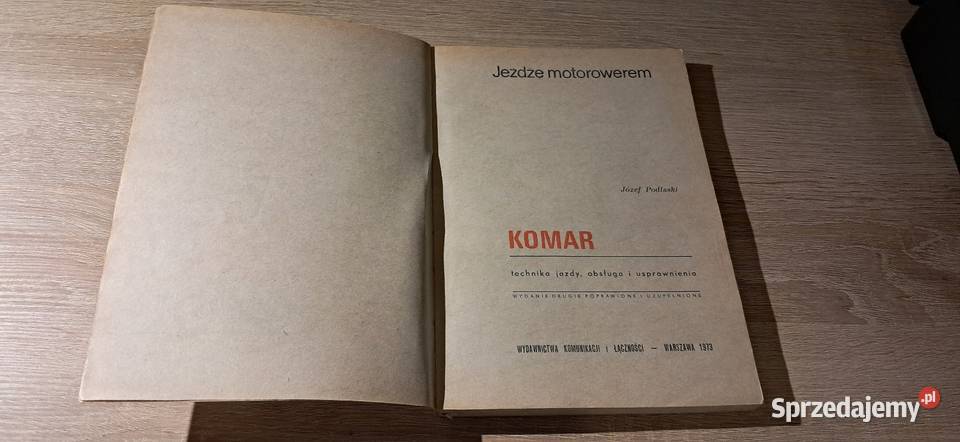 Jeżdżę motorowerem
Józef Podlaski
KOMAR
technika jazdy, obsługa i usprawnienia
WYDANIE DRUGIE POPRAWIONE I UZUPEŁNIONE
WYDAWNICTWA KOMUNIKACJI i ŁĄCZNOŚCI — WARSZAWA 1973
Sprzedajemy.pl